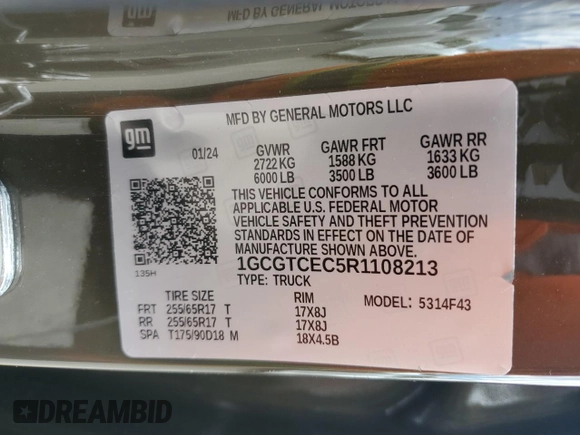 MFD BY GENERAL MOTORS LLC
gm
01/24
GVWR GAWR FRT GAWR RR
2722 KG 1588 KG 1633 KG
6000 LB 3500 LB 3600 LB
THIS VEHICLE CONFORMS TO ALL
APPLICABLE U.S. FEDERAL MOTOR
VEHICLE SAFETY AND THEFT PREVENTION
STANDARDS IN EFFECT ON THE DATE OF
MANUFACTURE SHOWN ABOVE.
1GCGTCEC5R1108213
TYPE: TRUCK
135H
TIRE SIZE RIM MODEL: 5314F43
FRT 255/65R17 T 17X8J
RR 255/65R17 T 17X8J
SPA T175/90D18 M 18X4.5B
DREAMBID